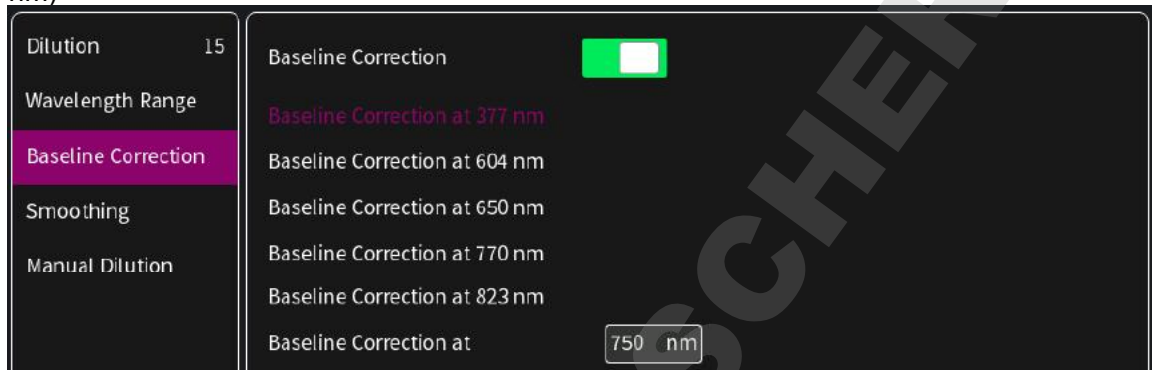 Dilution 15
Wavelength Range
Baseline Correction
Smoothing
Manual Dilution
Baseline Correction
Baseline Correction at 377 nm
Baseline Correction at 604 nm
Baseline Correction at 650 nm
Baseline Correction at 770 nm
Baseline Correction at 823 nm
Baseline Correction at 750 nm